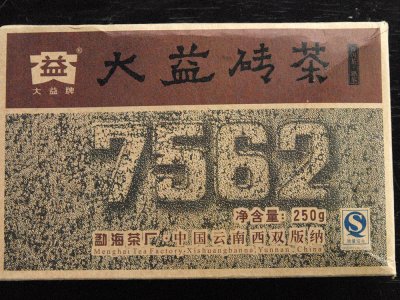 益®
大益牌
大益砖茶
7562
净含量: 250g
勐海茶厂 中国云南西双版纳
Menghai Tea Factory, Xishuangbanna, Yunnan, China